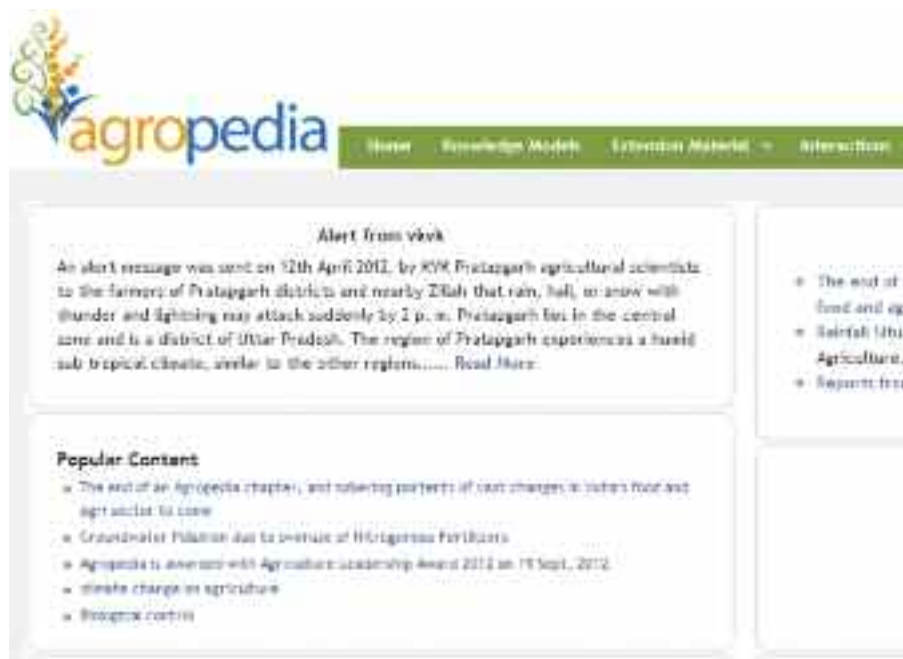 agropedia
Home Knowledge Models Extension Material Interactions
Alert from vkvk
An alert message was sent on 12th April 2012, by KVK Pratapgarh agricultural scientists
to the farmers of Pratapgarh districts and nearby Zillah that rain, hail, or snow with
thunder and lightning may attack suddenly by 2 p. m. Pratapgarh lies in the central
zone and is a district of Uttar Pradesh. The region of Pratapgarh experiences a humid
sub tropical climate, similar to the other regions...... Read More
The end of
food and ag
Rainfall Situ
Agriculture,
Reports from
Popular Content
The end of an Agropedia chapter, and sobering portents of vast changes in India's food and
agri sector to come
Groundwater Pollution due to overuse of Nitrogenous Fertilizers
Agropedia is awarded with Agriculture Leadership Award 2012 on 19 Sept, 2012
climate change on agriculture
Biological control